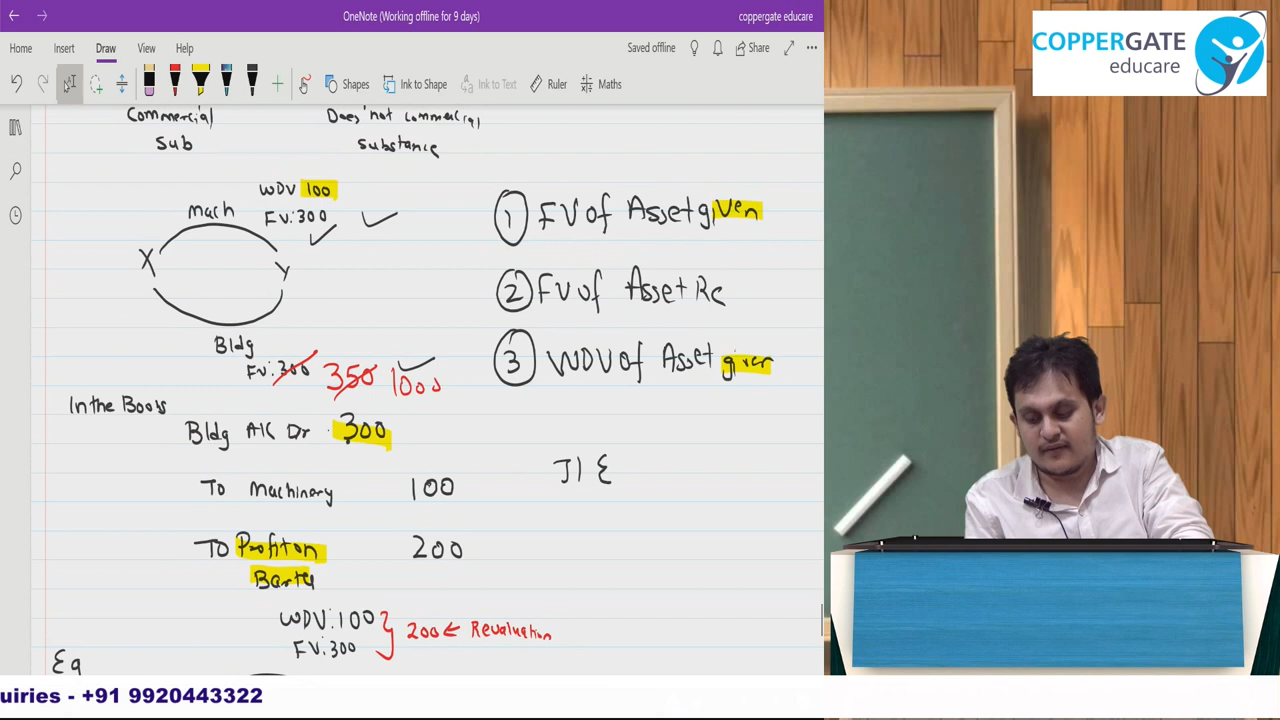 OneNote (Working offline for 9 days)
coppergate educare
Home Insert Draw View Help
Saved offline
Share
Shapes
Ink to Shape
Ink to Text
Ruler
Maths
COPPERGATE
educare
Commercial
Sub
Does not commercial
substance
WDV 100
FV:300
Mach
X
Y
Bldg
FV:300 350 1000
① FV of Asset given
② FV of Asset Rc
③ WDV of Asset given
In the Books
Bldg A/C Dr 300
To Machinery 100
To Profit on 200
Barter
WDV:100
FV:300
200 ← Revaluation
Eg
uiries - +91 9920443322